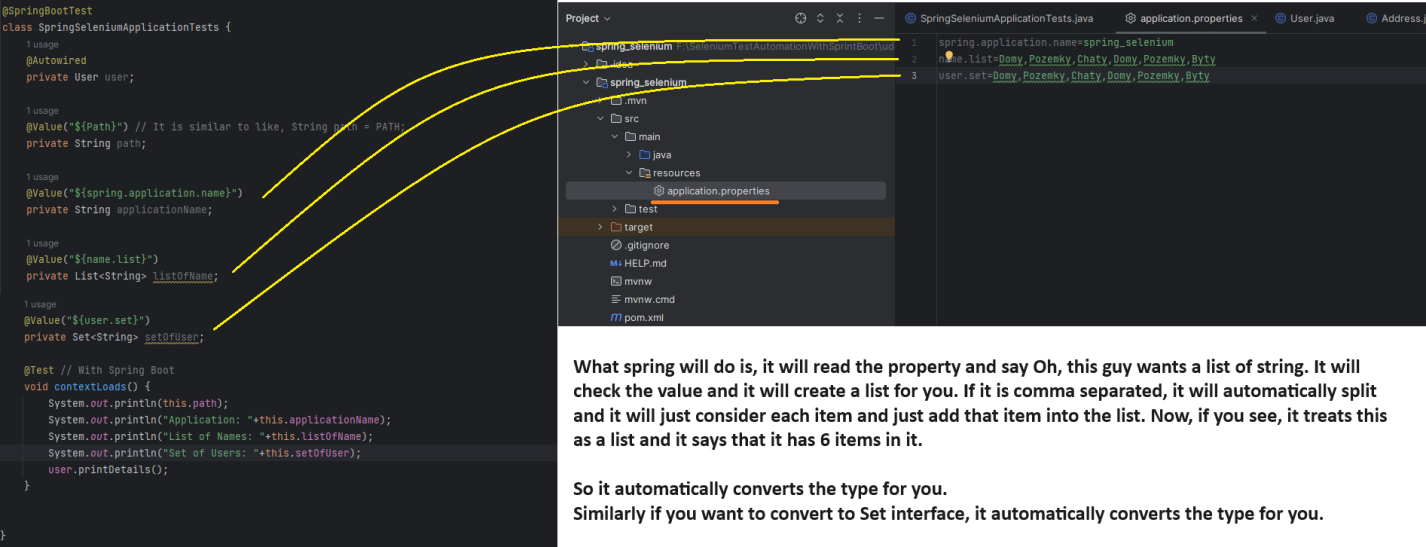 @SpringBootTest
class SpringSeleniumApplicationTests {
1 usage
@Autowired
private User user;
1 usage
@Value("${Path}") // It is similar to like, String path = PATH;
private String path;
1 usage
@Value("${spring.application.name}")
private String applicationName;
1 usage
@Value("${name.list}")
private List<String> listOfName;
1 usage
@Value("${user.set}")
private Set<String> setOfUser;
@Test // With Spring Boot
void contextLoads() {
System.out.println(this.path);
System.out.println("Application: "+this.applicationName);
System.out.println("List of Names: "+this.listOfName);
System.out.println("Set of Users: "+this.setOfUser);
user.printDetails();
}
}
Project
spring_selenium F:\SeleniumTestAutomationWithSprintBoot\ud
.idea
spring_selenium
.mvn
src
main
java
resources
application.properties
test
target
.gitignore
M↓ HELP.md
mvnw
mvnw.cmd
m pom.xml
SpringSeleniumApplicationTests.java application.properties User.java Address.j
1 spring.application.name=spring_selenium
2 name.list=Domy,Pozemky,Chaty,Domy,Pozemky,Byty
3 user.set=Domy,Pozemky,Chaty,Domy,Pozemky,Byty
What spring will do is, it will read the property and say Oh, this guy wants a list of string. It will
check the value and it will create a list for you. If it is comma separated, it will automatically split
and it will just consider each item and just add that item into the list. Now, if you see, it treats this
as a list and it says that it has 6 items in it.
So it automatically converts the type for you.
Similarly if you want to convert to Set interface, it automatically converts the type for you.